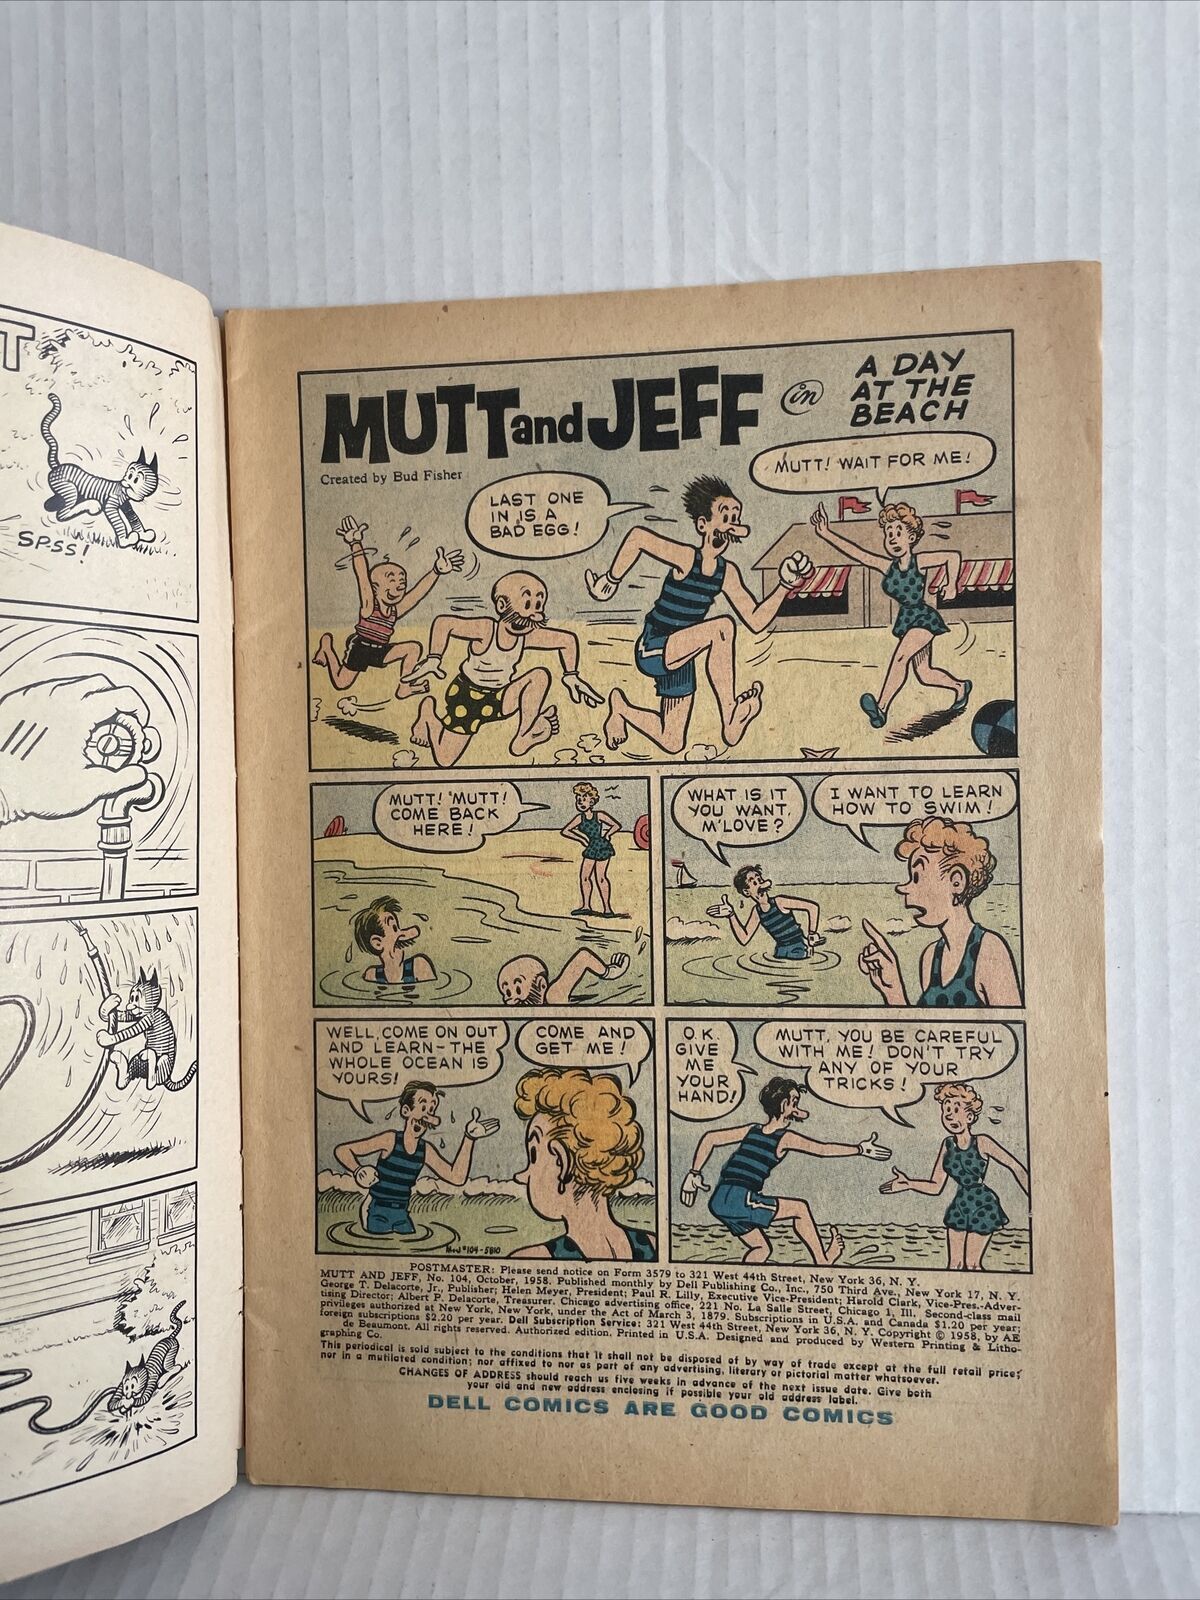 T
SPSS!
MUTT and JEFF
in
A DAY
AT THE
BEACH
Created by Bud Fisher
LAST ONE
IN IS A
BAD EGG!
MUTT! WAIT FOR ME!
MUTT! MUTT!
COME BACK
HERE!
WHAT IS IT
YOU WANT,
M'LOVE?
I WANT TO LEARN
HOW TO SWIM!
WELL, COME ON OUT
AND LEARN-THE
WHOLE OCEAN IS
YOURS!
COME AND
GET ME!
M&J #104-5810
O.K.
GIVE
ME
YOUR
HAND!
MUTT, YOU BE CAREFUL
WITH ME! DON'T TRY
ANY OF YOUR
TRICKS!
POSTMASTER: Please send notice on Form 3579 to 321 West 44th Street, New York 36, N. Y.
MUTT AND JEFF, No. 104, October, 1958. Published monthly by Dell Publishing Co., Inc., 750 Third Ave., New York 17, N. Y.
George T. Delacorte, Jr., Publisher; Helen Meyer, President; Paul R. Lilly, Executive Vice-President; Harold Clark, Vice-Pres.-Adver-
tising Director; Albert P. Delacorte, Treasurer. Chicago advertising office, 221 No. La Salle Street, Chicago 1, Ill. Second-class mail
privileges authorized at New York, New York, under the Act of March 3, 1879. Subscriptions in U.S.A. and Canada $1.20 per year;
foreign subscriptions $2.20 per year. Dell Subscription Service: 321 West 44th Street, New York 36, N. Y. Copyright © 1958, by AE
de Beaumont. All rights reserved. Authorized edition. Printed in U.S.A. Designed and produced by Western Printing & Litho-
graphing Co.
This periodical is sold subject to the conditions that it shall not be disposed of by way of trade except at the full retail price;
nor in a mutilated condition; nor affixed to nor as part of any advertising, literary or pictorial matter whatsoever.
CHANGES OF ADDRESS should reach us five weeks in advance of the next issue date. Give both
your old and new address enclosing if possible your old address label.
DELL COMICS ARE GOOD COMICS